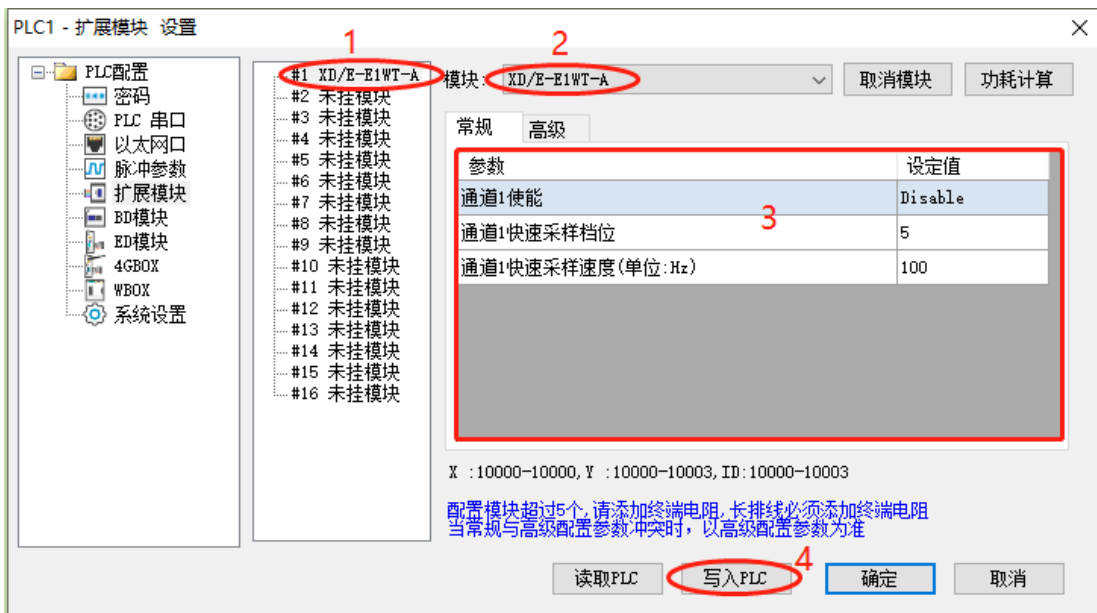 PLC1 - 扩展模块 设置
1
2
PLC配置
密码
PLC 串口
以太网口
脉冲参数
扩展模块
BD模块
ED模块
4GBOX
WBOX
系统设置
#1 XD/E-E1WT-A
#2 未挂模块
#3 未挂模块
#4 未挂模块
#5 未挂模块
#6 未挂模块
#7 未挂模块
#8 未挂模块
#9 未挂模块
#10 未挂模块
#11 未挂模块
#12 未挂模块
#13 未挂模块
#14 未挂模块
#15 未挂模块
#16 未挂模块
模块: XD/E-E1WT-A 取消模块 功耗计算
常规 高级
参数 设定值
通道1使能 Disable
3
通道1快速采样档位 5
通道1快速采样速度(单位:Hz) 100
X :10000-10000,Y :10000-10003,ID:10000-10003
配置模块超过5个,请添加终端电阻,长排线必须添加终端电阻
当常规与高级配置参数冲突时，以高级配置参数为准
4
读取PLC 写入PLC 确定 取消